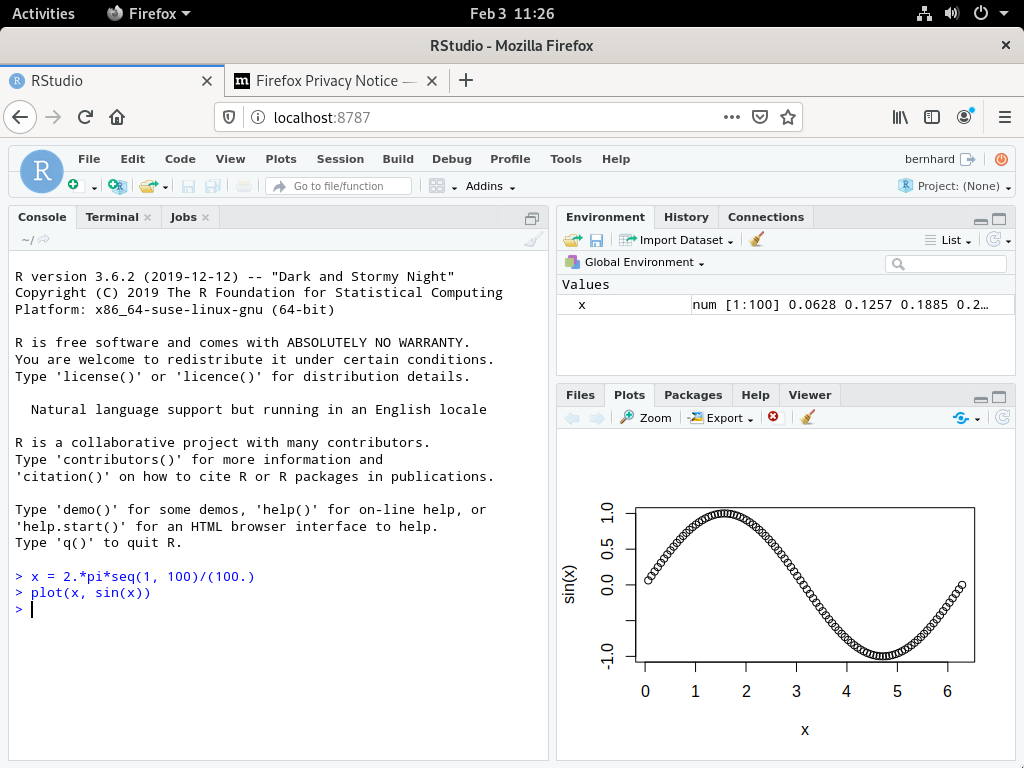 Activities Firefox Feb 3 11:26
RStudio - Mozilla Firefox ×
RStudio × m Firefox Privacy Notice — × +
localhost:8787
R File Edit Code View Plots Session Build Debug Profile Tools Help bernhard
Go to file/function Addins Project: (None)
Console Terminal × Jobs ×
~/
R version 3.6.2 (2019-12-12) -- "Dark and Stormy Night"
Copyright (C) 2019 The R Foundation for Statistical Computing
Platform: x86_64-suse-linux-gnu (64-bit)
R is free software and comes with ABSOLUTELY NO WARRANTY.
You are welcome to redistribute it under certain conditions.
Type 'license()' or 'licence()' for distribution details.
Natural language support but running in an English locale
R is a collaborative project with many contributors.
Type 'contributors()' for more information and
'citation()' on how to cite R or R packages in publications.
Type 'demo()' for some demos, 'help()' for on-line help, or
'help.start()' for an HTML browser interface to help.
Type 'q()' to quit R.
> x = 2.*pi*seq(1, 100)/(100.)
> plot(x, sin(x))
>
Environment History Connections
Import Dataset List
Global Environment
Values
x num [1:100] 0.0628 0.1257 0.1885 0.2…
Files Plots Packages Help Viewer
Zoom Export
sin(x)
1.0
0.5
0.0
-1.0
0 1 2 3 4 5 6
x